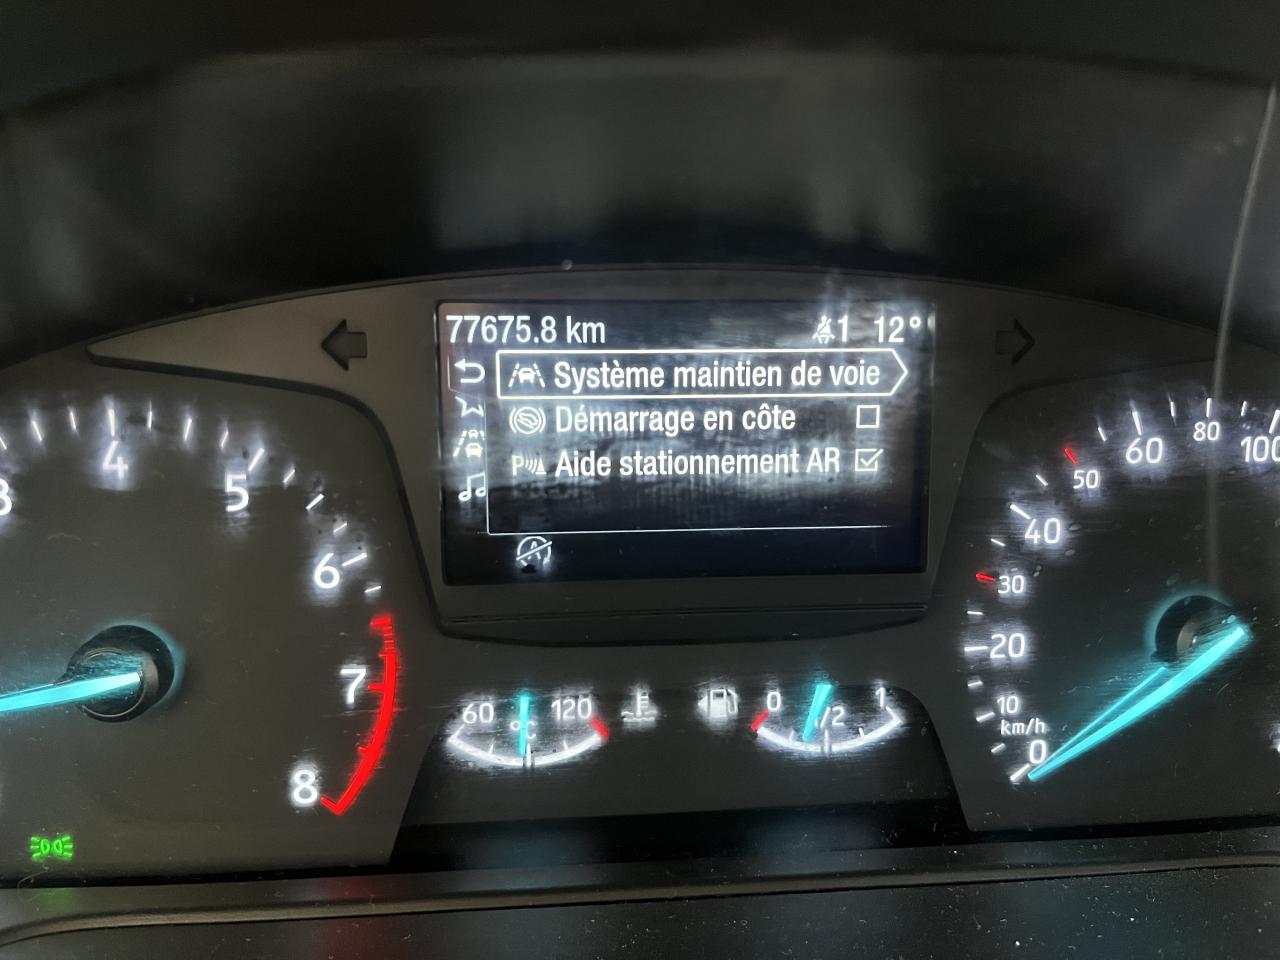 77675.8 km 1 12°
Système maintien de voie
Démarrage en côte
P Aide stationnement AR
A
3 4 5 6 7 8
60 120
°C
0 1/2 1
0 10 20 30 40 50 60 80 100
km/h